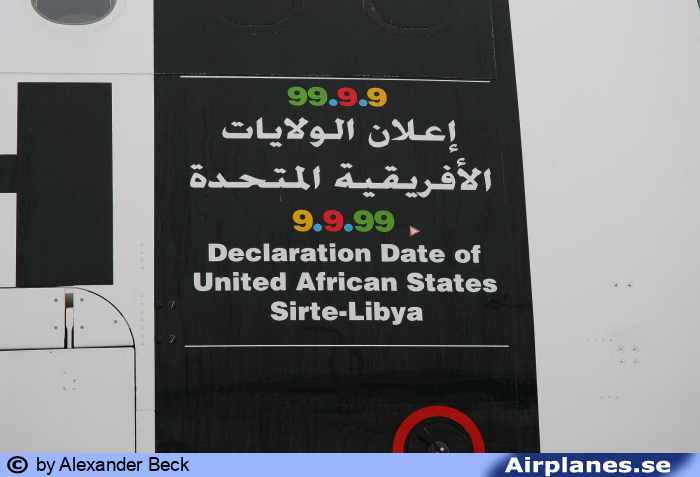 99.9.9
إعلان الولايات
الأفريقية المتحدة
9.9.99
Declaration Date of
United African States
Sirte-Libya
© by Alexander Beck
Airplanes.se